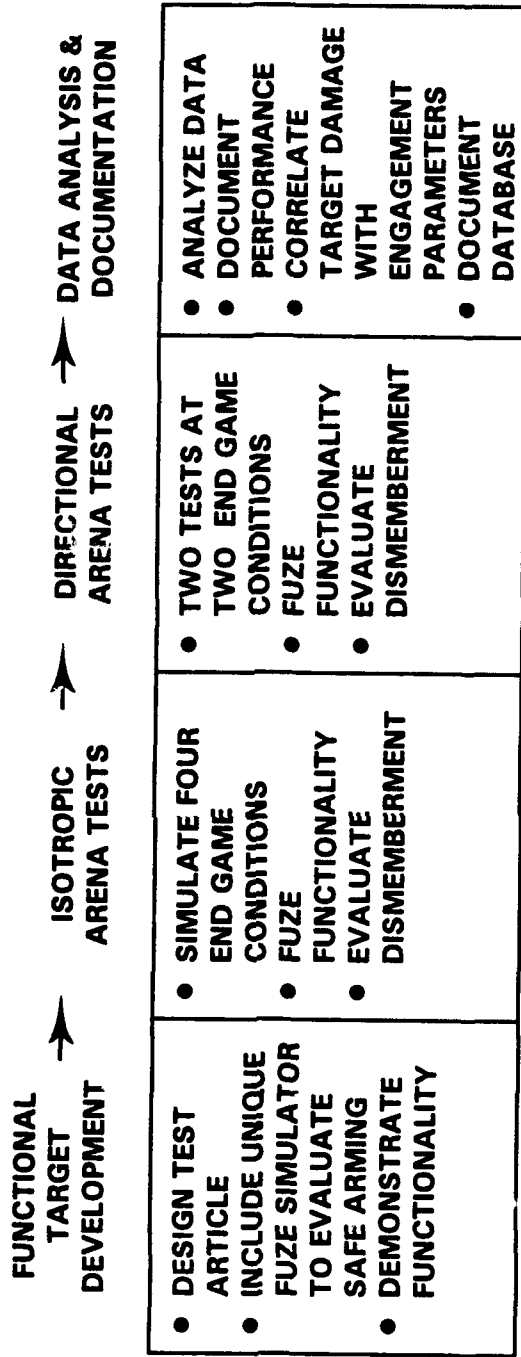 FUNCTIONAL
TARGET
DEVELOPMENT
ISOTROPIC
ARENA TESTS
DIRECTIONAL
ARENA TESTS
DATA ANALYSIS &
DOCUMENTATION
● DESIGN TEST
ARTICLE
● INCLUDE UNIQUE
FUZE SIMULATOR
TO EVALUATE
SAFE ARMING
● DEMONSTRATE
FUNCTIONALITY
● SIMULATE FOUR
END GAME
CONDITIONS
● FUZE
FUNCTIONALITY
● EVALUATE
DISMEMBERMENT
● TWO TESTS AT
TWO END GAME
CONDITIONS
● FUZE
FUNCTIONALITY
● EVALUATE
DISMEMBERMENT
● ANALYZE DATA
● DOCUMENT
PERFORMANCE
● CORRELATE
TARGET DAMAGE
WITH
ENGAGEMENT
PARAMETERS
● DOCUMENT
DATABASE